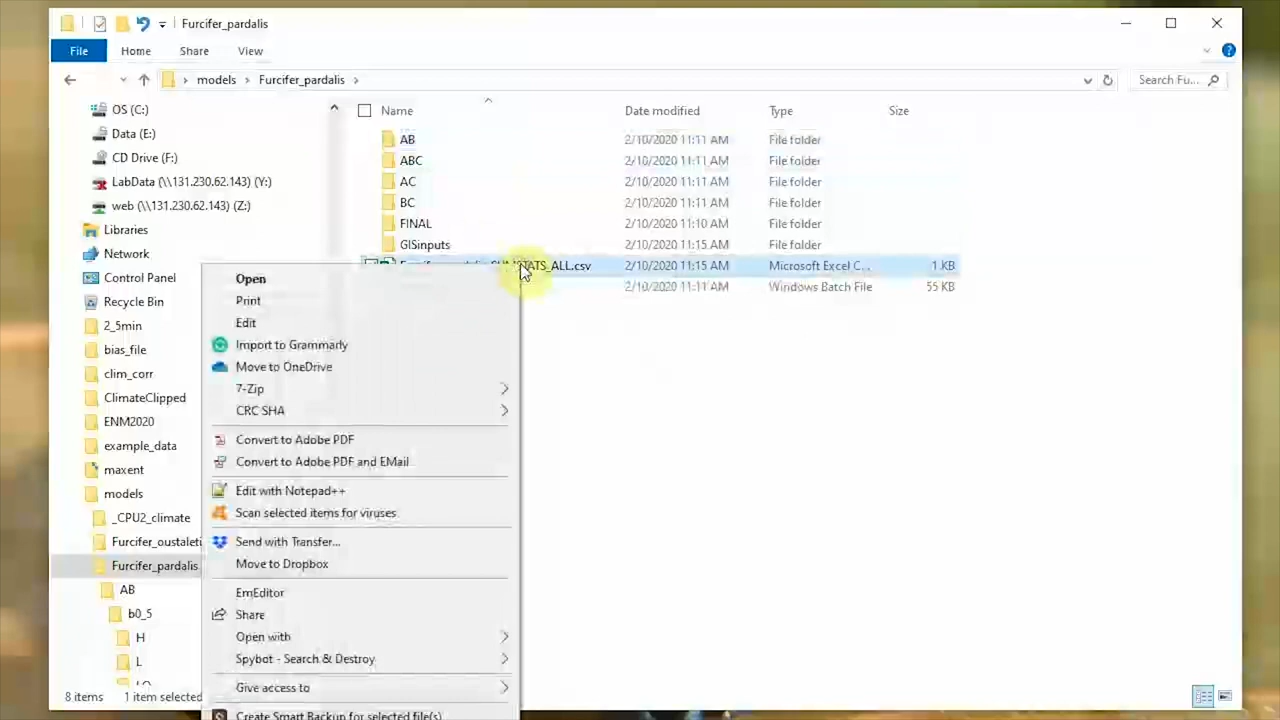 Furcifer_pardalis
File Home Share View
models Furcifer_pardalis Search Fu...
Name Date modified Type Size
OS (C:)
Data (E:)
CD Drive (F:)
LabData (\\131.230.62.143) (Y:)
web (\\131.230.62.143) (Z:)
Libraries
Network
Control Panel
Recycle Bin
2_5min
bias_file
clim_corr
ClimateClipped
ENM2020
example_data
maxent
models
_CPU2_climate
Furcifer_oustaleti
Furcifer_pardalis
AB
b0_5
H
L
LQ
AB 2/10/2020 11:11 AM File folder
ABC 2/10/2020 11:11 AM File folder
AC 2/10/2020 11:11 AM File folder
BC 2/10/2020 11:11 AM File folder
FINAL 2/10/2020 11:10 AM File folder
GISinputs 2/10/2020 11:15 AM File folder
2/10/2020 11:15 AM Microsoft Excel C... 1 KB
2/10/2020 11:11 AM Windows Batch File 55 KB
Open
Print
Edit
Import to Grammarly
Move to OneDrive
7-Zip
CRC SHA
Convert to Adobe PDF
Convert to Adobe PDF and EMail
Edit with Notepad++
Scan selected items for viruses
Send with Transfer...
Move to Dropbox
EmEditor
Share
Open with
Spybot - Search & Destroy
Give access to
Create Smart Backup for selected file(s)
8 items 1 item selected